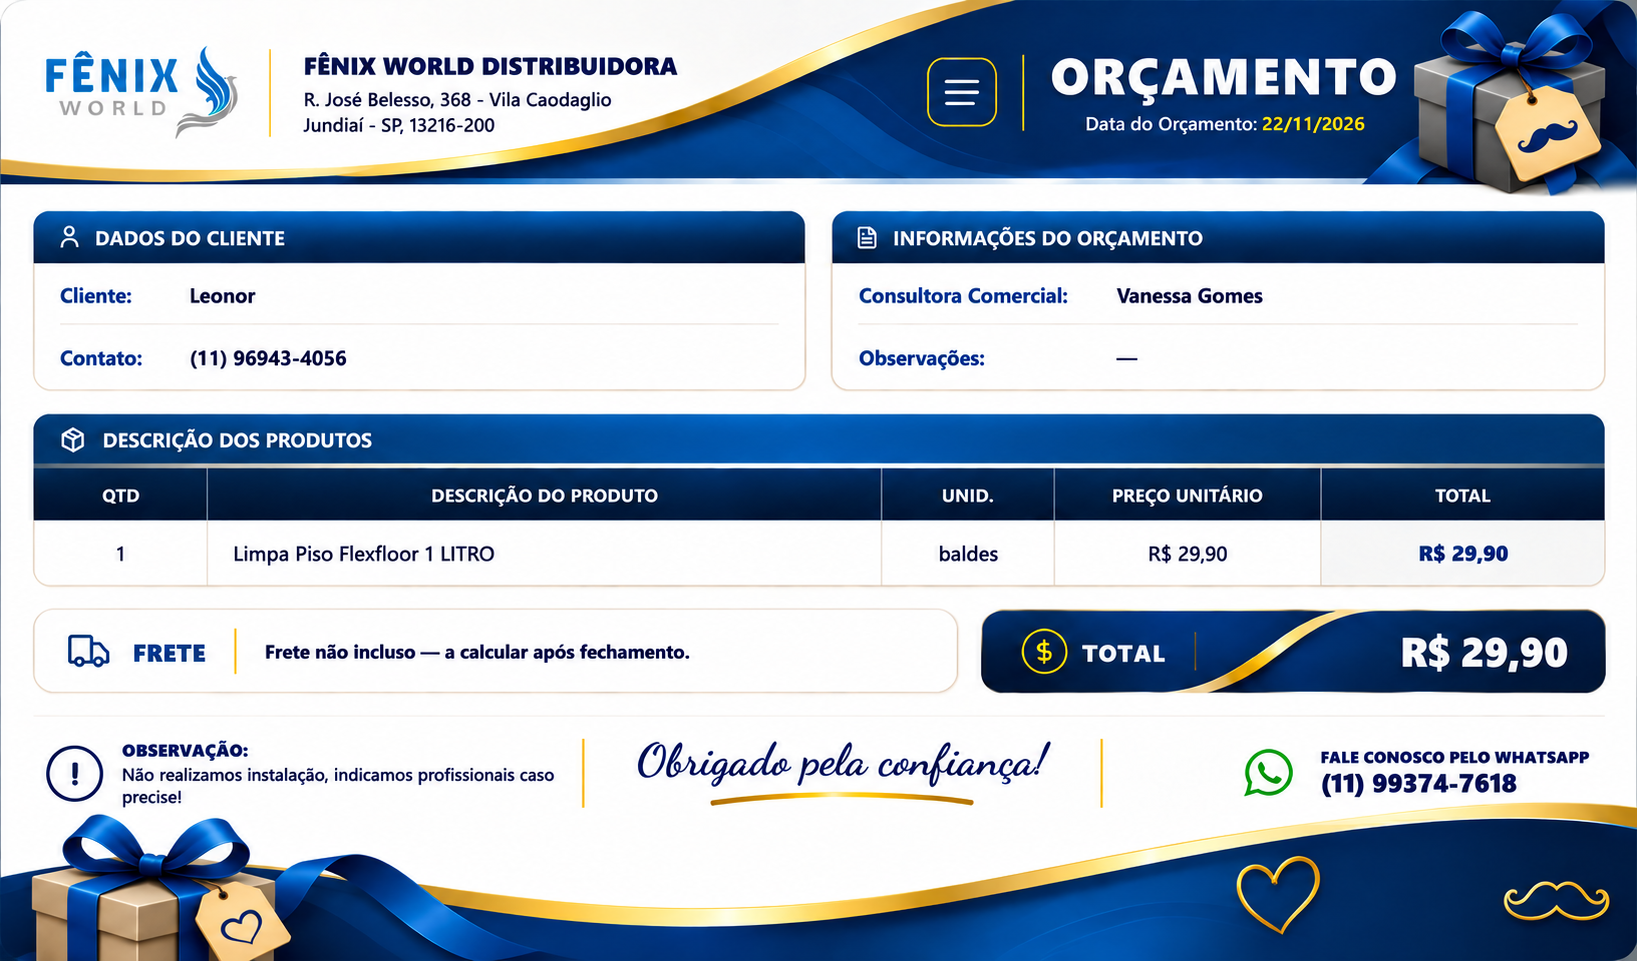 FÊNIX
WORLD
FÊNIX WORLD DISTRIBUIDORA
R. José Belesso, 368 - Vila Caodaglio
Jundiaí - SP, 13216-200
ORÇAMENTO
Data do Orçamento: 22/11/2026
DADOS DO CLIENTE
Cliente: Leonor
Contato: (11) 96943-4056
INFORMAÇÕES DO ORÇAMENTO
Consultora Comercial: Vanessa Gomes
Observações: —
DESCRIÇÃO DOS PRODUTOS
QTD DESCRIÇÃO DO PRODUTO UNID. PREÇO UNITÁRIO TOTAL
1 Limpa Piso Flexfloor 1 LITRO baldes R$ 29,90 R$ 29,90
FRETE Frete não incluso — a calcular após fechamento.
$ TOTAL R$ 29,90
OBSERVAÇÃO:
Não realizamos instalação, indicamos profissionais caso
precise!
Obrigado pela confiança!
FALE CONOSCO PELO WHATSAPP
(11) 99374-7618